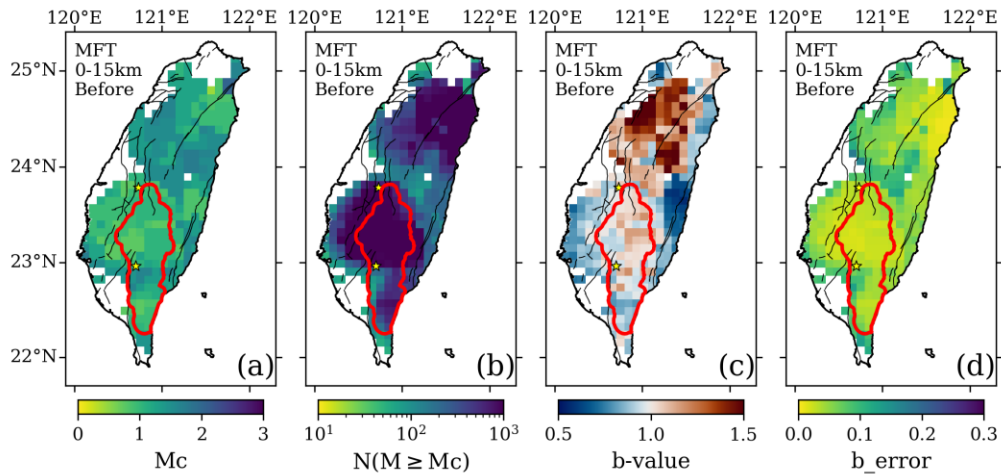 120°E 121°E 122°E 120°E 121°E 122°E 120°E 121°E 122°E 120°E 121°E 122°E
25°N
24°N
23°N
22°N
MFT
0-15km
Before
(a)
MFT
0-15km
Before
(b)
MFT
0-15km
Before
(c)
MFT
0-15km
Before
(d)
0 1 2 3
Mc
10¹ 10² 10³
N(M ≥ Mc)
0.5 1.0 1.5
b-value
0.0 0.1 0.2 0.3
b_error